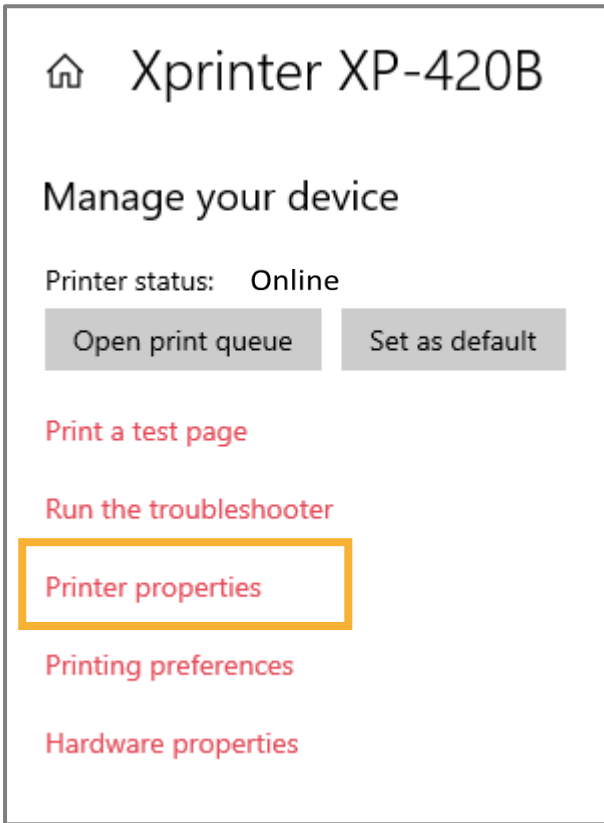 Xprinter XP-420B
Manage your device
Printer status: Online
Open print queue Set as default
Print a test page
Run the troubleshooter
Printer properties
Printing preferences
Hardware properties